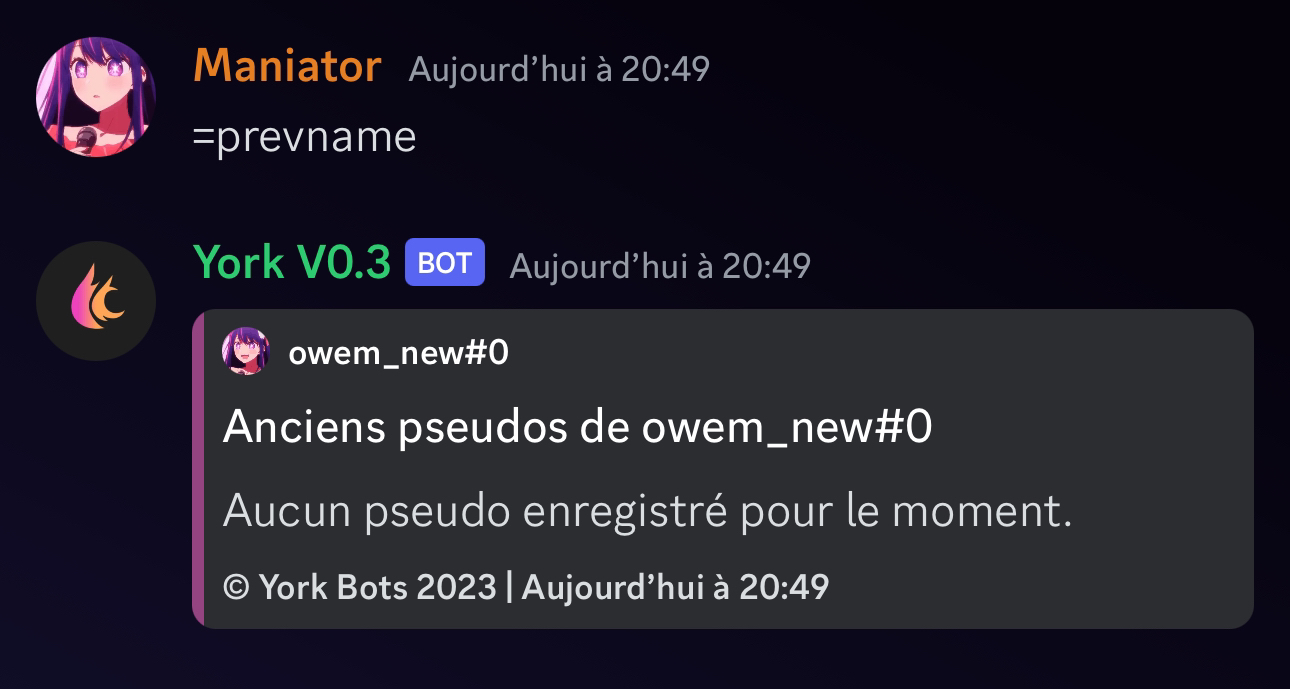 Maniator Aujourd’hui à 20:49
=prevname
York V0.3 BOT Aujourd’hui à 20:49
owem_new#0
Anciens pseudos de owem_new#0
Aucun pseudo enregistré pour le moment.
© York Bots 2023 | Aujourd’hui à 20:49